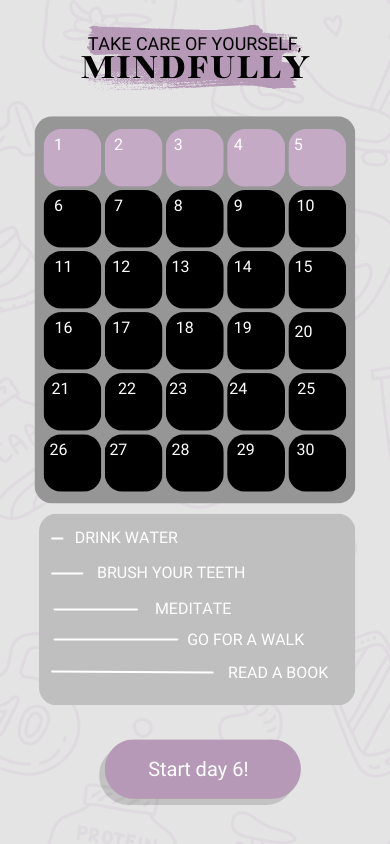 TAKE CARE OF YOURSELF,
MINDFULLY
1 2 3 4 5
6 7 8 9 10
11 12 13 14 15
16 17 18 19 20
21 22 23 24 25
26 27 28 29 30
DRINK WATER
BRUSH YOUR TEETH
MEDITATE
GO FOR A WALK
READ A BOOK
10
Start day 6!
PROTEIN